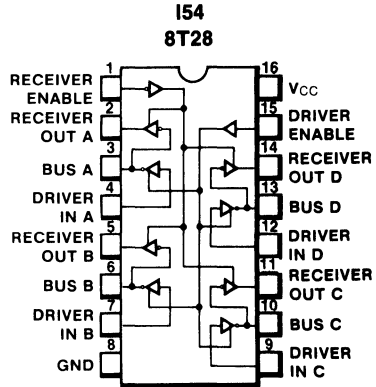 I54
8T28
1
RECEIVER
ENABLE
2
RECEIVER
OUT A
3
BUS A
4
DRIVER
IN A
5
RECEIVER
OUT B
6
BUS B
7
DRIVER
IN B
8
GND
16
VCC
15
DRIVER
ENABLE
14
RECEIVER
OUT D
13
BUS D
12
DRIVER
IN D
11
RECEIVER
OUT C
10
BUS C
9
DRIVER
IN C